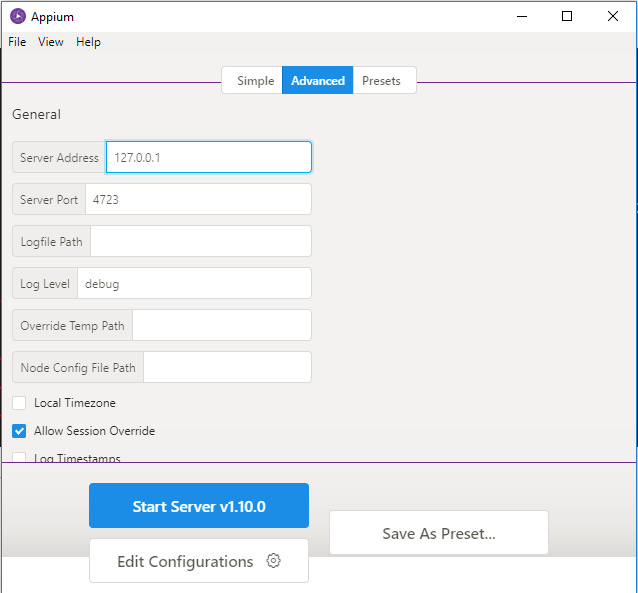 Appium
File View Help
Simple Advanced Presets
General
Server Address 127.0.0.1
Server Port 4723
Logfile Path
Log Level debug
Override Temp Path
Node Config File Path
Local Timezone
Allow Session Override
Log Timestamps
Start Server v1.10.0
Save As Preset...
Edit Configurations